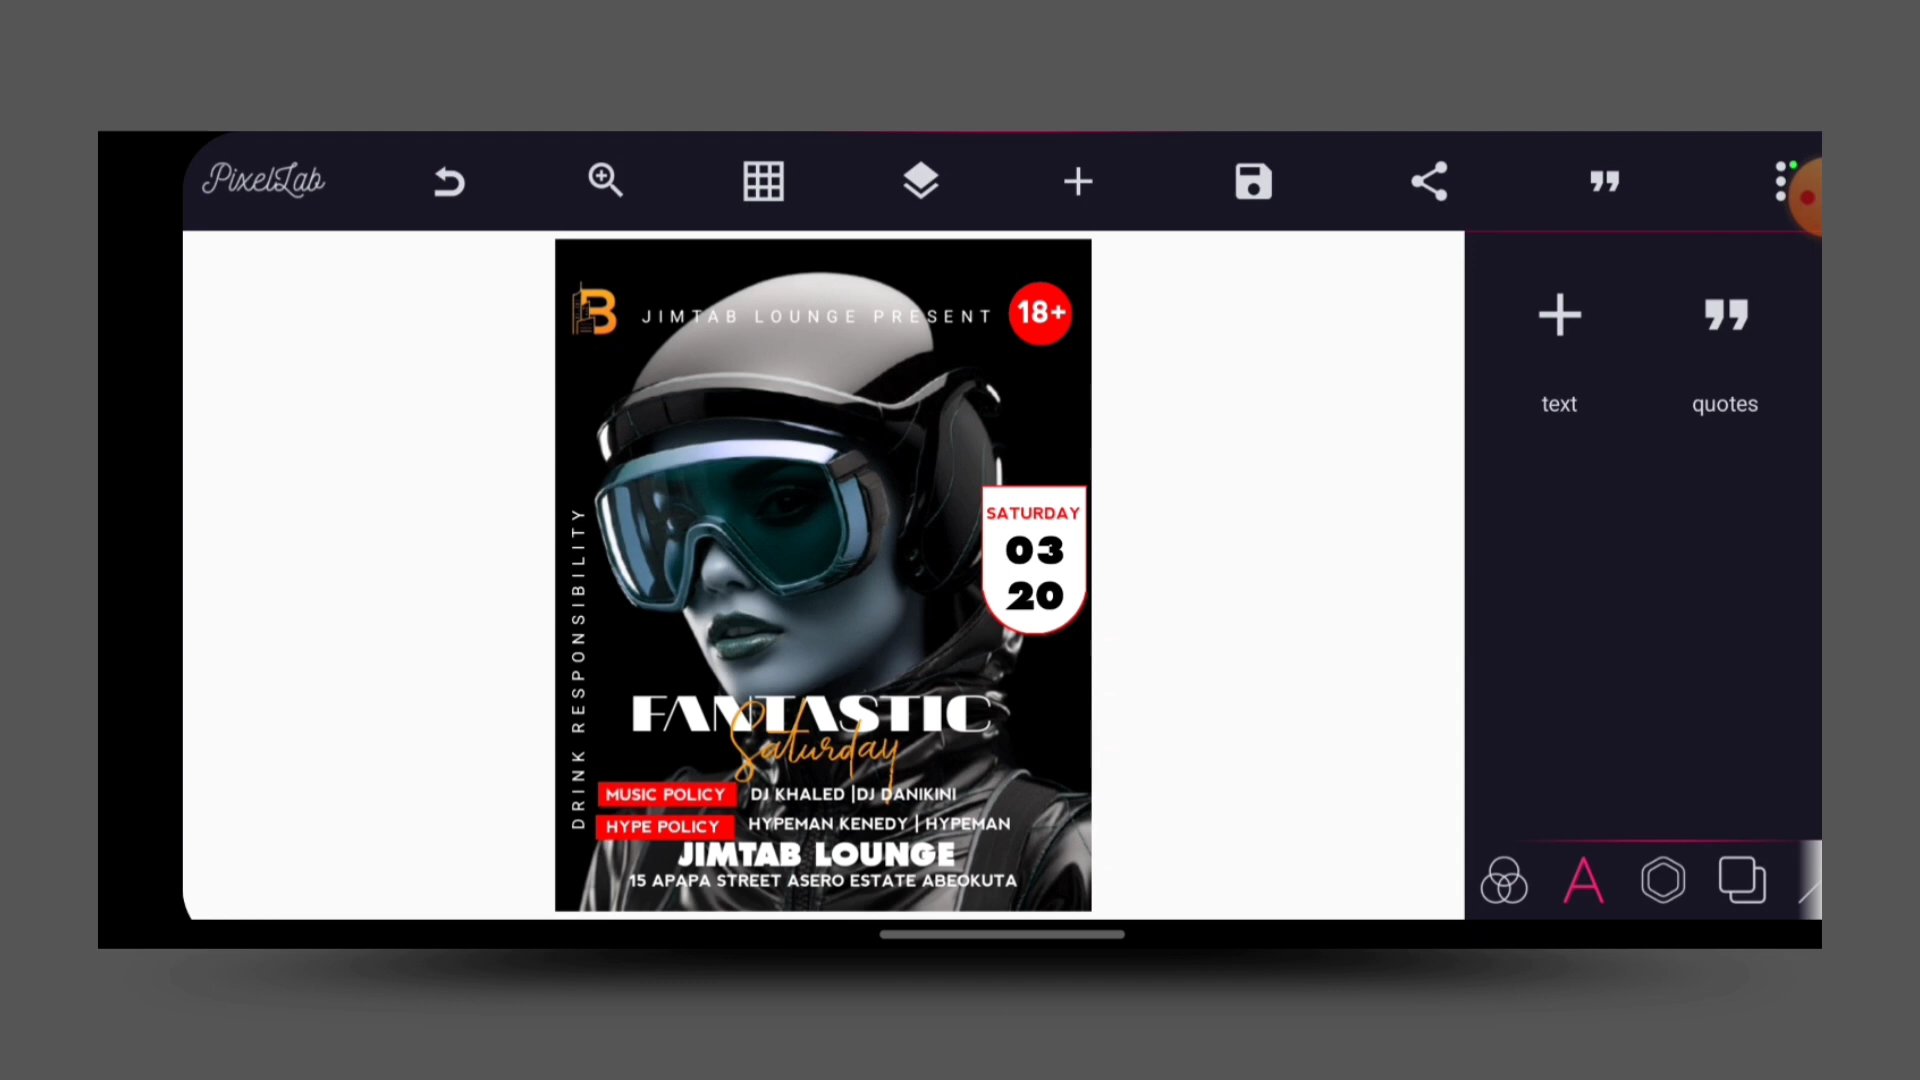 PixelLab
B JIMTAB LOUNGE PRESENT 18+
text quotes
SATURDAY
03
20
DRINK RESPONSIBILITY
FANTASTIC
Saturday
MUSIC POLICY DJ KHALED |DJ DANIKINI
HYPE POLICY HYPEMAN KENEDY | HYPEMAN
JIMTAB LOUNGE
15 APAPA STREET ASERO ESTATE ABEOKUTA